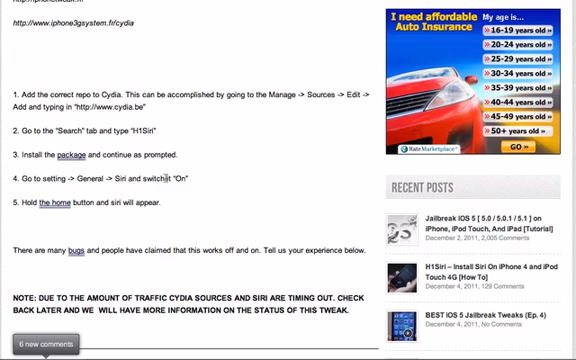 http://www.iphone3gsystem.fr/cydia
1. Add the correct repo to Cydia. This can be accomplished by going to the Manage -> Sources -> Edit ->
Add and typing in "http://www.cydia.be"
2. Go to the "Search" tab and type "H1Siri"
3. Install the package and continue as prompted.
4. Go to setting -> General -> Siri and switch it "On"
5. Hold the home button and siri will appear.
There are many bugs and people have claimed that this works off and on. Tell us your experience below.
NOTE: DUE TO THE AMOUNT OF TRAFFIC CYDIA SOURCES AND SIRI ARE TIMING OUT. CHECK
BACK LATER AND WE WILL HAVE MORE INFORMATION ON THE STATUS OF THIS TWEAK.
6 new comments
I need affordable
Auto Insurance
My age is...
16-19 years old »
20-24 years old »
25-29 years old »
30-34 years old »
35-39 years old »
40-44 years old »
45-49 years old »
50+ years old »
GO »
RateMarketplace
RECENT POSTS
Jailbreak iOS 5 [ 5.0 / 5.0.1 / 5.1 ] on
iPhone, iPod Touch, And iPad [Tutorial]
December 2, 2011, 2,005 Comments
H1Siri – Install Siri On iPhone 4 and iPod
Touch 4G [How To]
December 4, 2011, 129 Comments
BEST iOS 5 Jailbreak Tweaks (Ep. 4)
December 4, 2011, No Comments